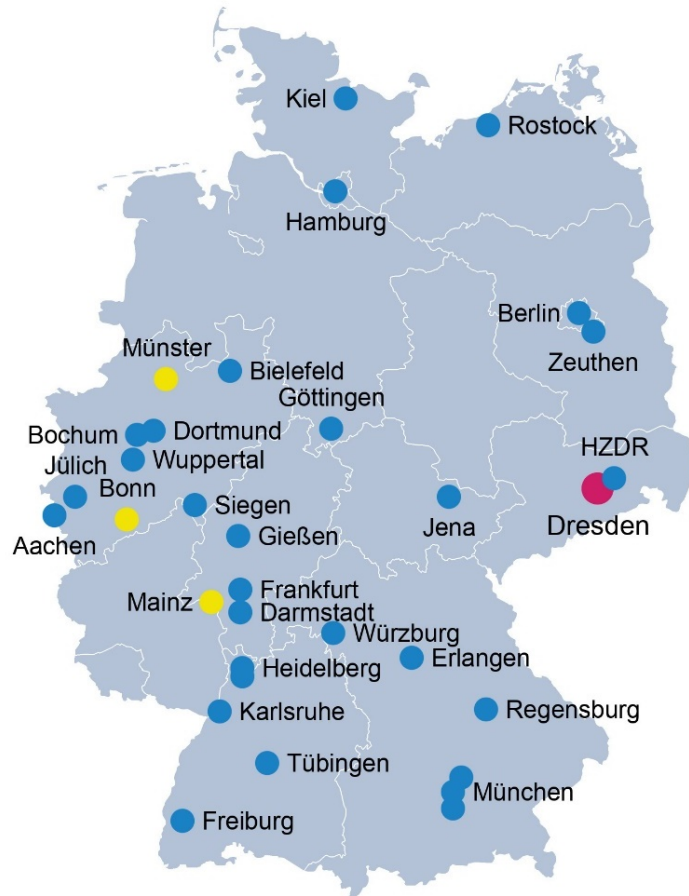 Kiel
Rostock
Hamburg
Berlin
Zeuthen
Münster
Bielefeld
Göttingen
Bochum
Dortmund
HZDR
Jülich
Wuppertal
Bonn
Siegen
Jena
Dresden
Aachen
Gießen
Mainz
Frankfurt
Darmstadt
Würzburg
Erlangen
Heidelberg
Karlsruhe
Regensburg
Tübingen
München
Freiburg